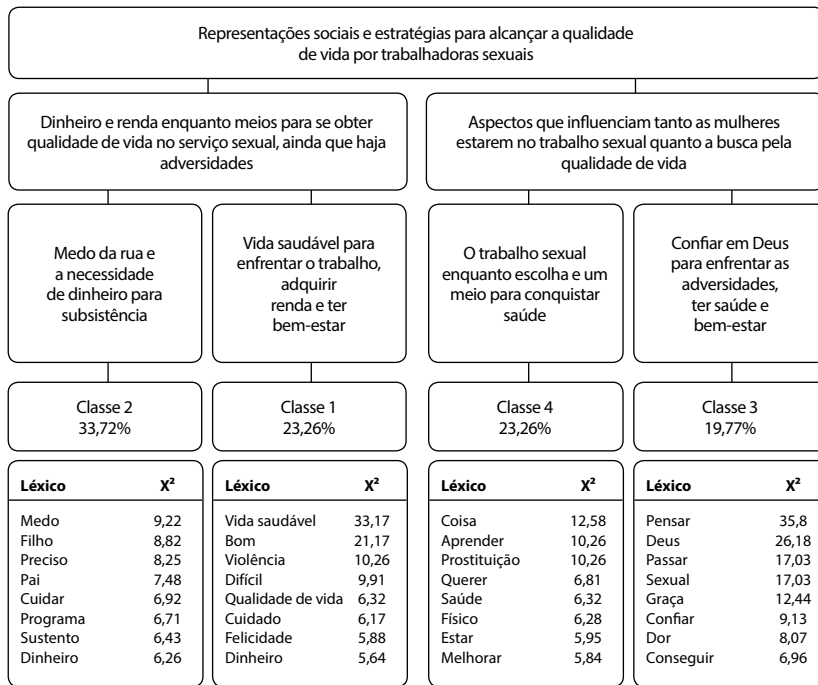 Representações sociais e estratégias para alcançar a qualidade
de vida por trabalhadoras sexuais
Dinheiro e renda enquanto meios para se obter
qualidade de vida no serviço sexual, ainda que haja
adversidades
Aspectos que influenciam tanto as mulheres
estarem no trabalho sexual quanto a busca pela
qualidade de vida
Medo da rua e
a necessidade
de dinheiro para
subsistência
Vida saudável para
enfrentar o trabalho,
adquirir
renda e ter
bem-estar
O trabalho sexual
enquanto escolha e um
meio para conquistar
saúde
Confiar em Deus
para enfrentar as
adversidades,
ter saúde e
bem-estar
Classe 2
33,72%
Classe 1
23,26%
Classe 4
23,26%
Classe 3
19,77%
Léxico X²
Medo 9,22
Filho 8,82
Preciso 8,25
Pai 7,48
Cuidar 6,92
Programa 6,71
Sustento 6,43
Dinheiro 6,26
Léxico X²
Vida saudável 33,17
Bom 21,17
Violência 10,26
Difícil 9,91
Qualidade de vida 6,32
Cuidado 6,17
Felicidade 5,88
Dinheiro 5,64
Léxico X²
Coisa 12,58
Aprender 10,26
Prostituição 10,26
Querer 6,81
Saúde 6,32
Físico 6,28
Estar 5,95
Melhorar 5,84
Léxico X²
Pensar 35,8
Deus 26,18
Passar 17,03
Sexual 17,03
Graça 12,44
Confiar 9,13
Dor 8,07
Conseguir 6,96